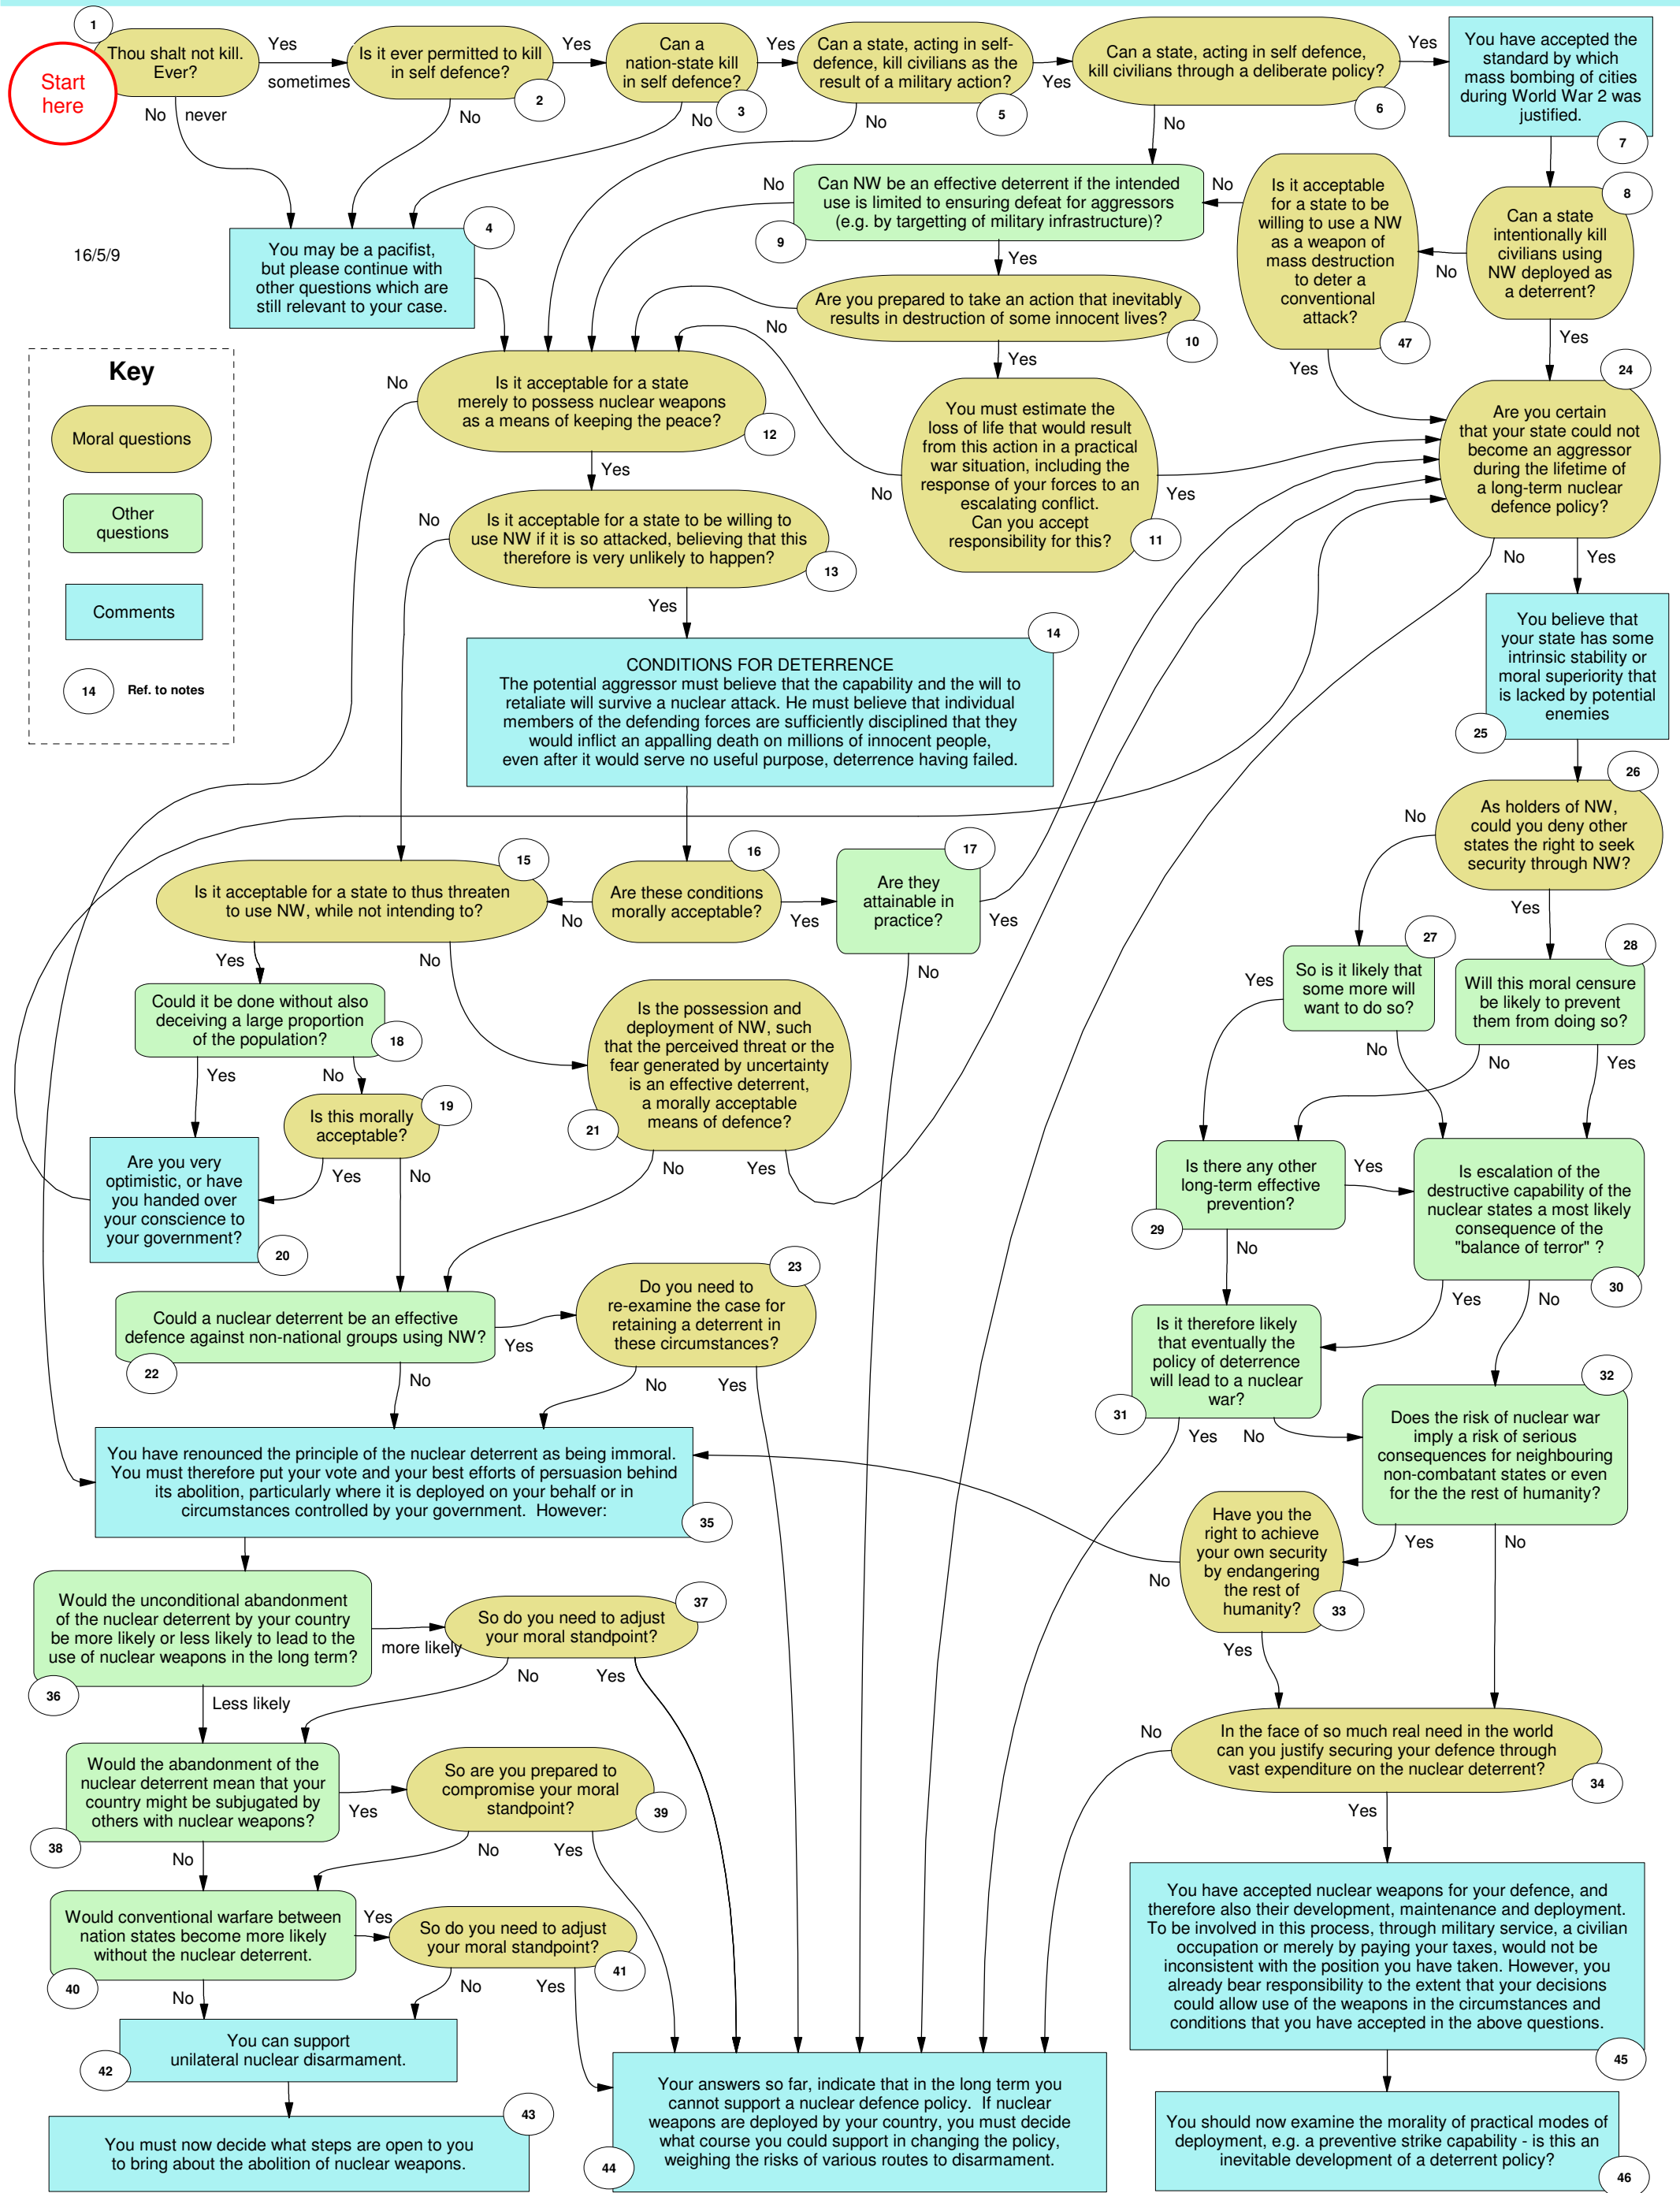 1
Start
here
Thou shalt not kill.
Ever?
Yes
sometimes
No
never
Is it ever permitted to kill
in self defence?
2
Yes
No
Can a
nation-state kill
in self defence?
3
Yes
No
Can a state, acting in self-
defence, kill civilians as the
result of a military action?
5
Yes
No
Can a state, acting in self defence,
kill civilians through a deliberate policy?
6
Yes
No
You have accepted the
standard by which
mass bombing of cities
during World War 2 was
justified.
7
16/5/9
4
You may be a pacifist,
but please continue with
other questions which are
still relevant to your case.
No
Can NW be an effective deterrent if the intended
use is limited to ensuring defeat for aggressors
(e.g. by targetting of military infrastructure)?
9
Yes
No
Is it acceptable
for a state to be
willing to use a NW
as a weapon of
mass destruction
to deter a
conventional
attack?
47
Yes
No
8
Can a state
intentionally kill
civilians using
NW deployed as
a deterrent?
Yes
Are you prepared to take an action that inevitably
results in destruction of some innocent lives?
10
No
Yes
Key
Moral questions
Other
questions
Comments
14
Ref. to notes
No
Is it acceptable for a state
merely to possess nuclear weapons
as a means of keeping the peace?
12
Yes
You must estimate the
loss of life that would result
from this action in a practical
war situation, including the
response of your forces to an
escalating conflict.
Can you accept
responsibility for this?
11
No
Yes
24
Are you certain
that your state could not
become an aggressor
during the lifetime of
a long-term nuclear
defence policy?
No
Yes
No
Is it acceptable for a state to be willing to
use NW if it is so attacked, believing that this
therefore is very unlikely to happen?
13
Yes
14
CONDITIONS FOR DETERRENCE
The potential aggressor must believe that the capability and the will to
retaliate will survive a nuclear attack. He must believe that individual
members of the defending forces are sufficiently disciplined that they
would inflict an appalling death on millions of innocent people,
even after it would serve no useful purpose, deterrence having failed.
You believe that
your state has some
intrinsic stability or
moral superiority that
is lacked by potential
enemies
25
26
As holders of NW,
could you deny other
states the right to seek
security through NW?
No
Yes
15
Is it acceptable for a state to thus threaten
to use NW, while not intending to?
Yes
No
16
Are these conditions
morally acceptable?
No
Yes
17
Are they
attainable in
practice?
Yes
No
27
So is it likely that
some more will
want to do so?
Yes
No
28
Will this moral censure
be likely to prevent
them from doing so?
No
Yes
Could it be done without also
deceiving a large proportion
of the population?
18
Yes
No
19
Is this morally
acceptable?
Yes
No
Is the possession and
deployment of NW, such
that the perceived threat or the
fear generated by uncertainty
is an effective deterrent,
a morally acceptable
means of defence?
21
No
Yes
Are you very
optimistic, or have
you handed over
your conscience to
your government?
20
Is there any other
long-term effective
prevention?
29
Yes
No
Is escalation of the
destructive capability of the
nuclear states a most likely
consequence of the
"balance of terror" ?
30
Yes
No
Could a nuclear deterrent be an effective
defence against non-national groups using NW?
22
Yes
No
23
Do you need to
re-examine the case for
retaining a deterrent in
these circumstances?
No
Yes
Is it therefore likely
that eventually the
policy of deterrence
will lead to a nuclear
war?
31
Yes
No
32
Does the risk of nuclear war
imply a risk of serious
consequences for neighbouring
non-combatant states or even
for the the rest of humanity?
Yes
No
You have renounced the principle of the nuclear deterrent as being immoral.
You must therefore put your vote and your best efforts of persuasion behind
its abolition, particularly where it is deployed on your behalf or in
circumstances controlled by your government.  However:
35
Have you the
right to achieve
your own security
by endangering
the rest of
humanity?
33
No
Yes
Would the unconditional abandonment
of the nuclear deterrent by your country
be more likely or less likely to lead to the
use of nuclear weapons in the long term?
36
more likely
Less likely
37
So do you need to adjust
your moral standpoint?
No
Yes
In the face of so much real need in the world
can you justify securing your defence through
vast expenditure on the nuclear deterrent?
34
No
Yes
Would the abandonment of the
nuclear deterrent mean that your
country might be subjugated by
others with nuclear weapons?
38
Yes
No
So are you prepared to
compromise your moral
standpoint?
39
No
Yes
Would conventional warfare between
nation states become more likely
without the nuclear deterrent.
40
Yes
No
So do you need to adjust
your moral standpoint?
41
No
Yes
You have accepted nuclear weapons for your defence, and
therefore also their development, maintenance and deployment.
To be involved in this process, through military service, a civilian
occupation or merely by paying your taxes, would not be
inconsistent with the position you have taken. However, you
already bear responsibility to the extent that your decisions
could allow use of the weapons in the circumstances and
conditions that you have accepted in the above questions.
45
You can support
unilateral nuclear disarmament.
42
43
You must now decide what steps are open to you
to bring about the abolition of nuclear weapons.
Your answers so far, indicate that in the long term you
cannot support a nuclear defence policy.  If nuclear
weapons are deployed by your country, you must decide
what course you could support in changing the policy,
weighing the risks of various routes to disarmament.
44
You should now examine the morality of practical modes of
deployment, e.g. a preventive strike capability - is this an
inevitable development of a deterrent policy?
46